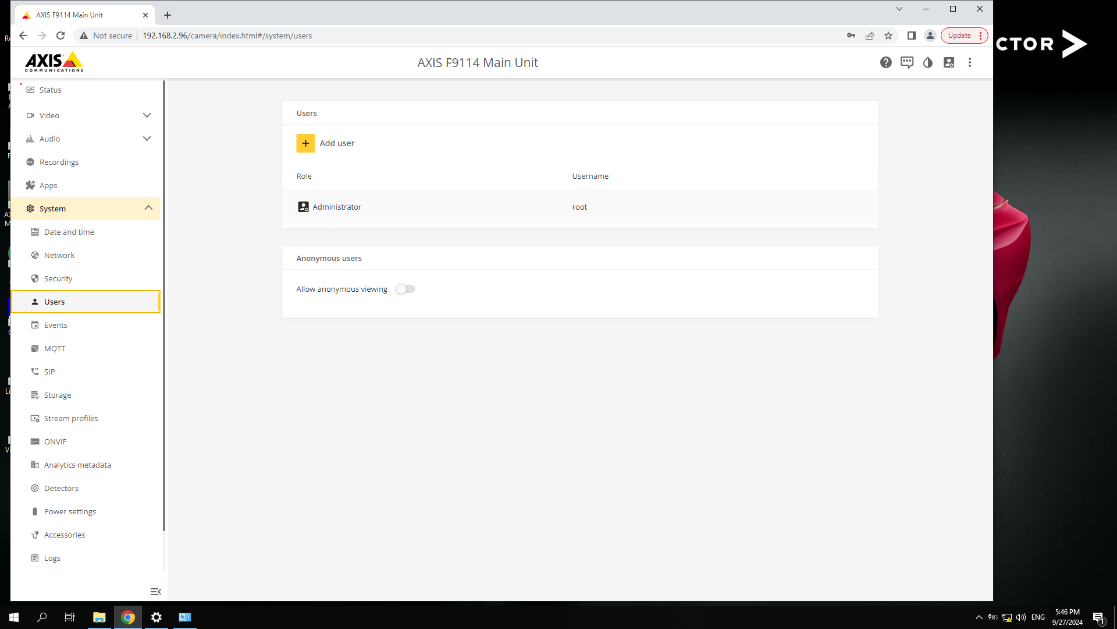 AXIS F9114 Main Unit
Not secure
192.168.2.96/camera/index.html#/system/users
Update
CTOR
AXIS
COMMUNICATIONS
AXIS F9114 Main Unit
Status
Video
Audio
Recordings
Apps
System
Date and time
Network
Security
Users
Events
MQTT
SIP
Storage
Stream profiles
ONVIF
Analytics metadata
Detectors
Power settings
Accessories
Logs
Users
Add user
Role
Username
Administrator
root
Anonymous users
Allow anonymous viewing
ENG
5:46 PM
9/27/2024